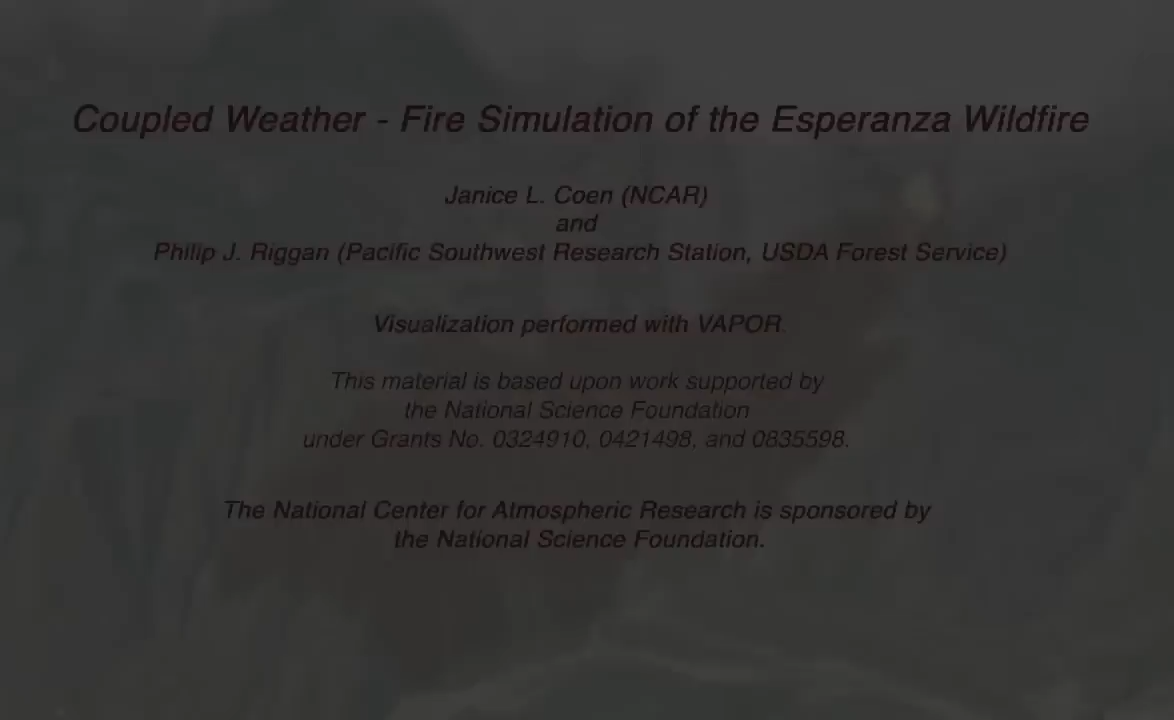 Coupled Weather - Fire Simulation of the Esperanza Wildfire
Janice L. Coen (NCAR)
and
Philip J. Riggan (Pacific Southwest Research Station, USDA Forest Service)
Visualization performed with VAPOR.
This material is based upon work supported by
the National Science Foundation
under Grants No. 0324910, 0421498, and 0835598.
The National Center for Atmospheric Research is sponsored by
the National Science Foundation.